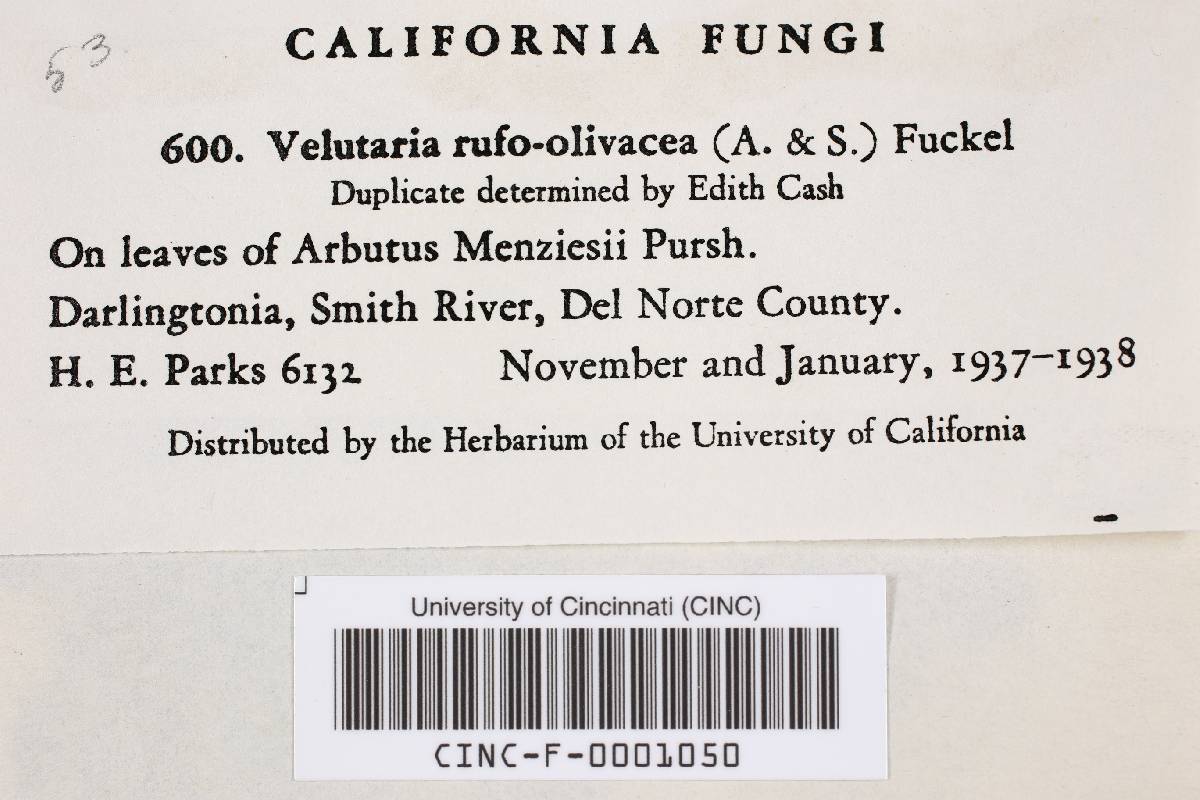 53
CALIFORNIA FUNGI
600. Velutaria rufo-olivacea (A. & S.) Fuckel
Duplicate determined by Edith Cash
On leaves of Arbutus Menziesii Pursh.
Darlingtonia, Smith River, Del Norte County.
H. E. Parks 6132 November and January, 1937–1938
Distributed by the Herbarium of the University of California
University of Cincinnati (CINC)
CINC-F-0001050